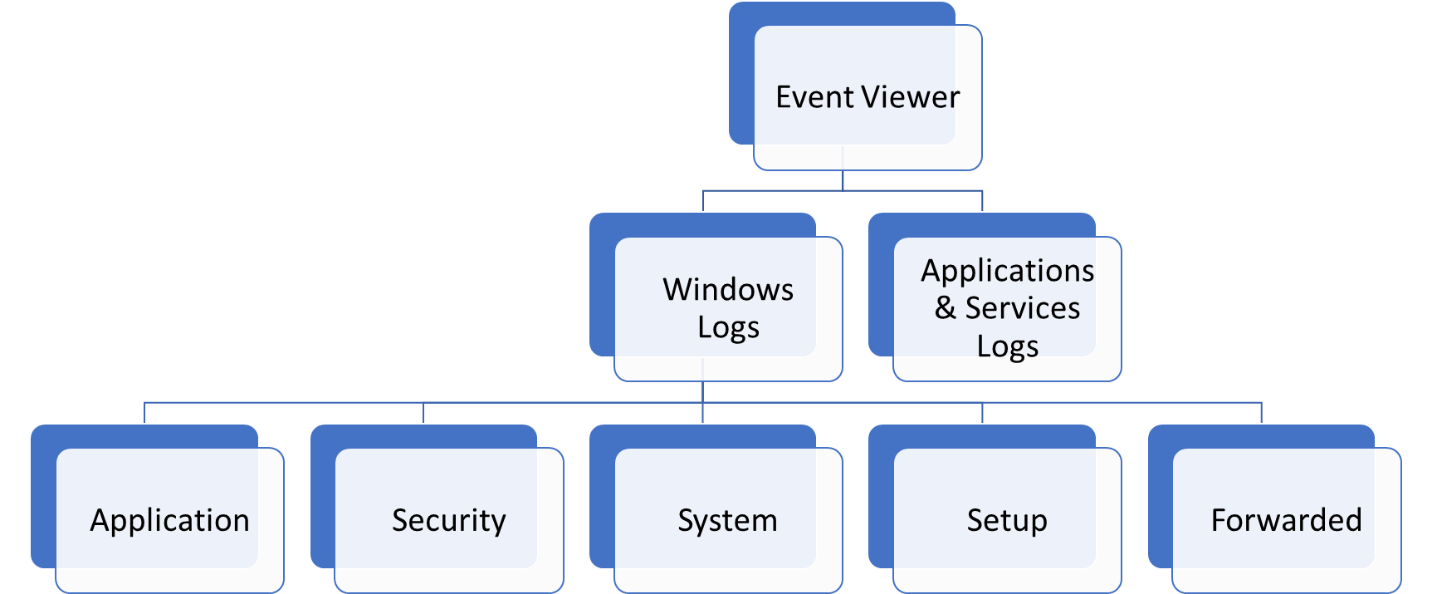 Event Viewer
Windows
Logs
Applications
& Services
Logs
Application
Security
System
Setup
Forwarded